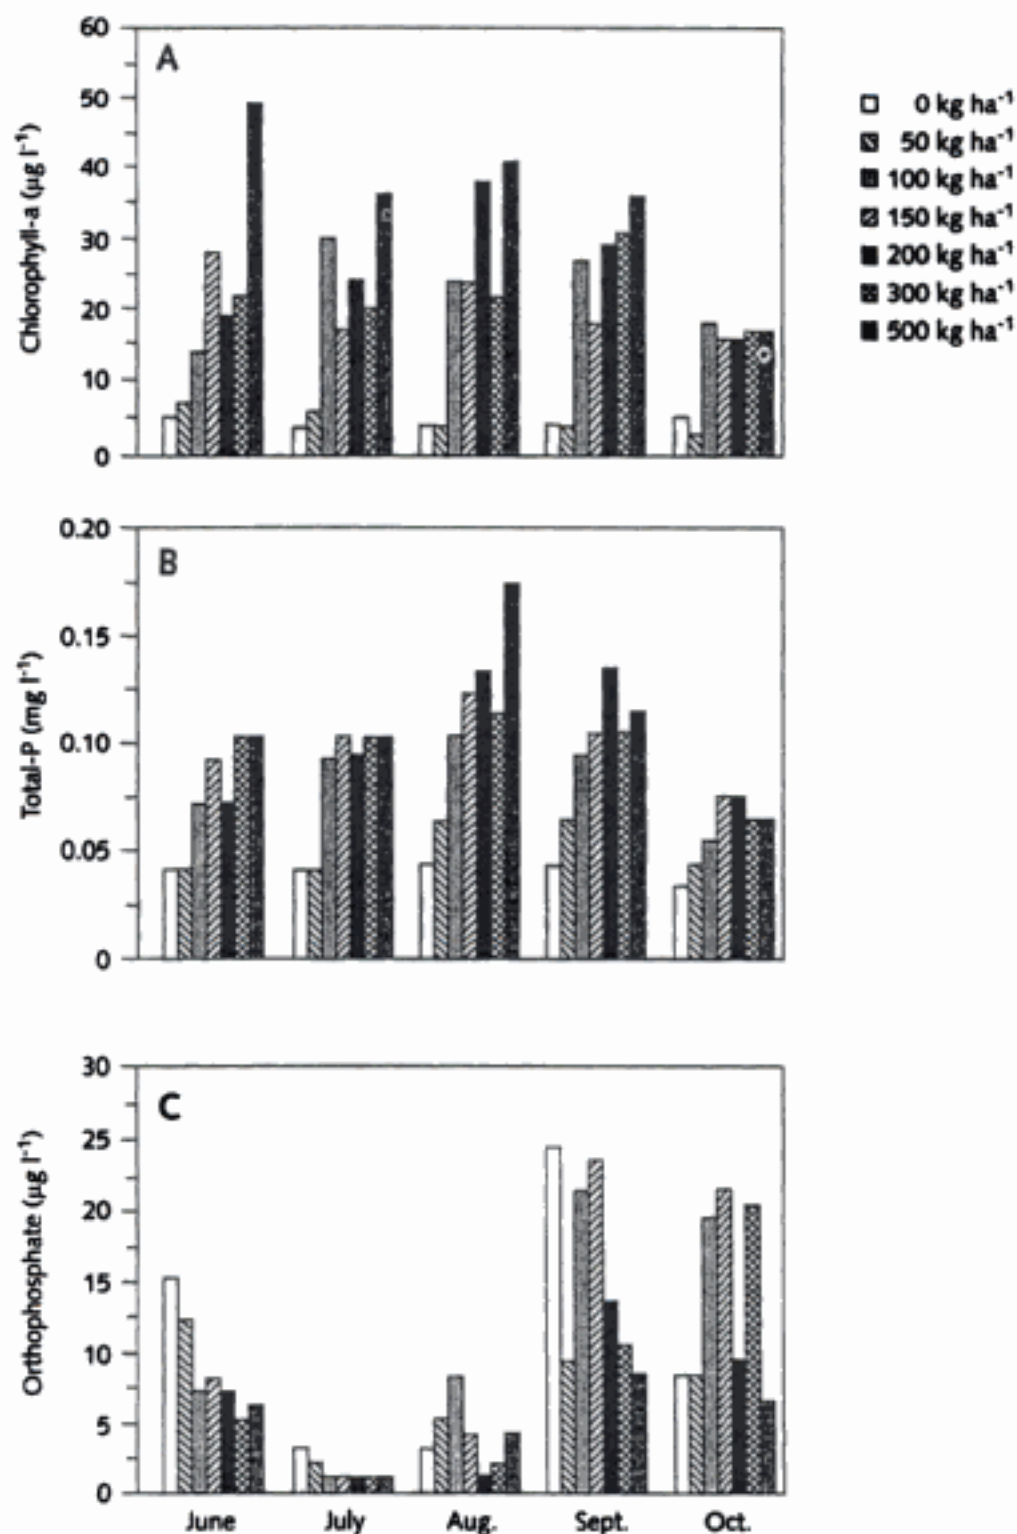 60
A
50
40
30
20
10
0
Chlorophyll-a (μg l⁻¹)
0 kg ha⁻¹
50 kg ha⁻¹
100 kg ha⁻¹
150 kg ha⁻¹
200 kg ha⁻¹
300 kg ha⁻¹
500 kg ha⁻¹
0.20
B
0.15
0.10
0.05
0
Total-P (mg l⁻¹)
30
C
25
20
15
10
5
0
Orthophosphate (μg l⁻¹)
June July Aug. Sept. Oct.